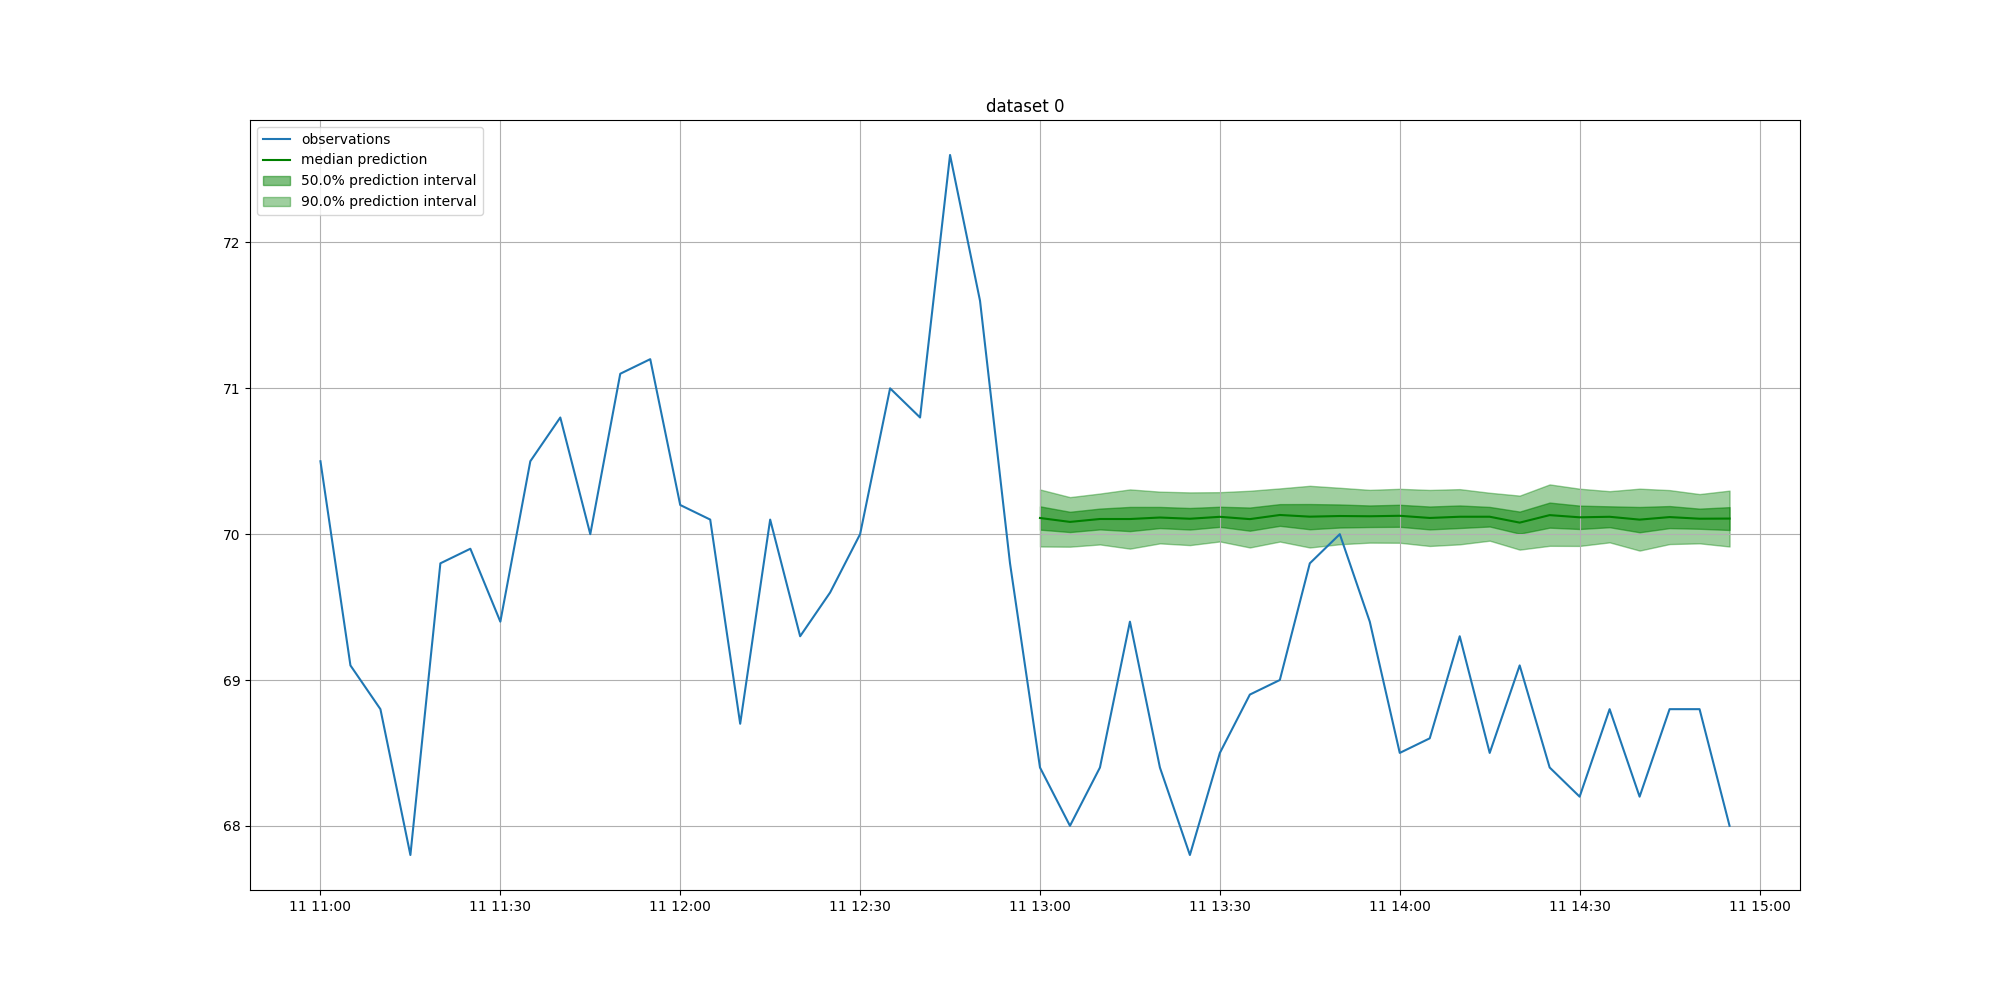 dataset 0
observations
median prediction
50.0% prediction interval
90.0% prediction interval
72
71
70
69
68
11 11:00 11 11:30 11 12:00 11 12:30 11 13:00 11 13:30 11 14:00 11 14:30 11 15:00